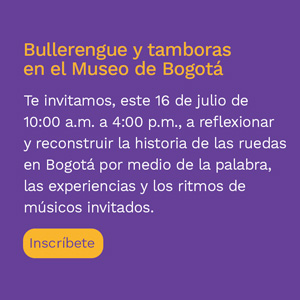 Bullerengue y tamboras
en el Museo de Bogotá
Te invitamos, este 16 de julio de
10:00 a.m. a 4:00 p.m., a reflexionar
y reconstruir la historia de las ruedas
en Bogotá por medio de la palabra,
las experiencias y los ritmos de
músicos invitados.
Inscríbete